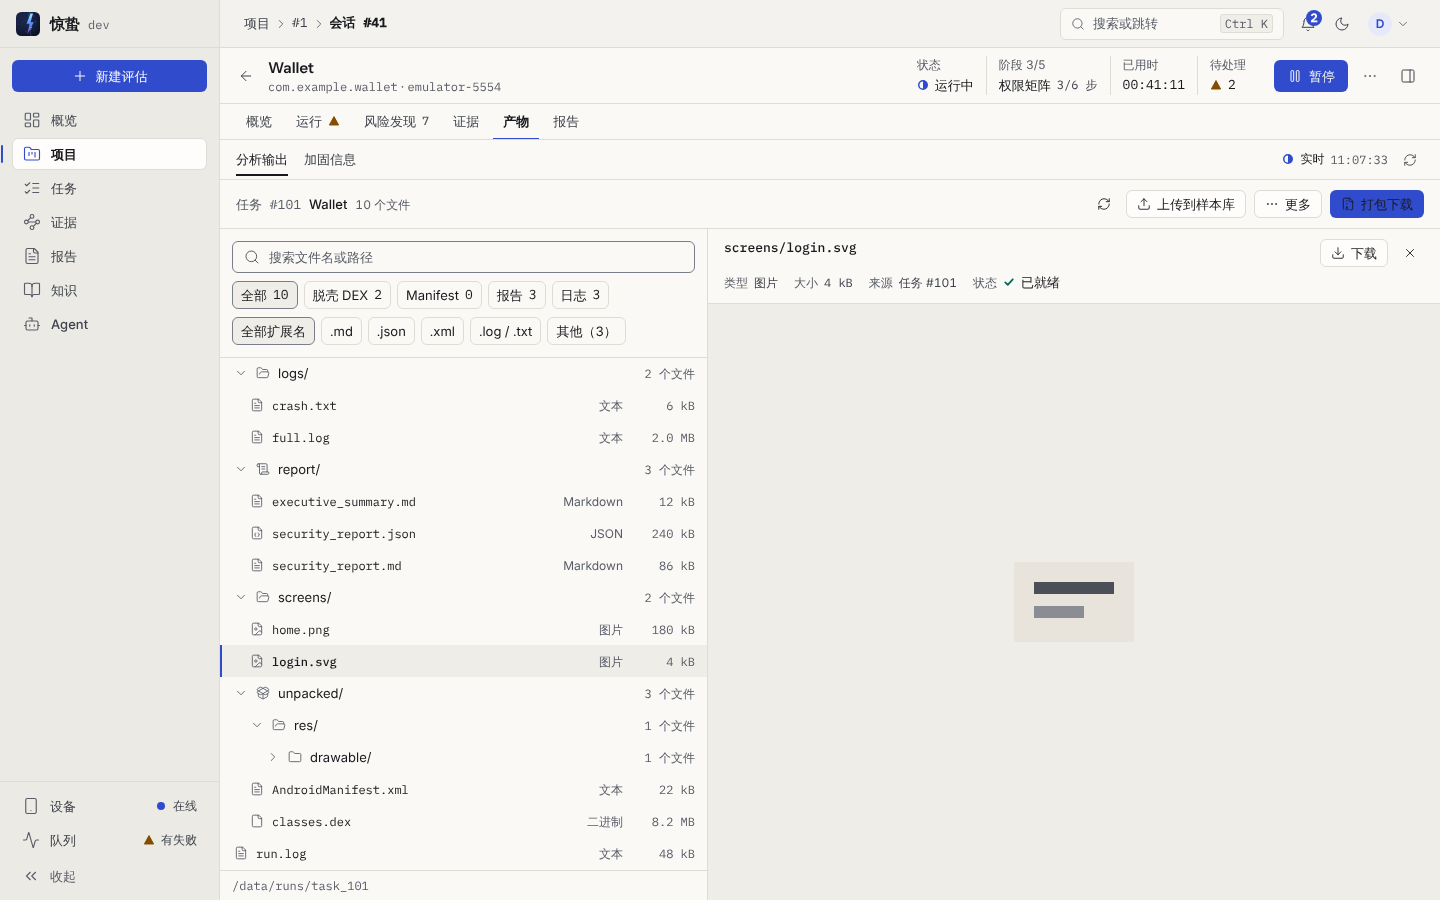 惊蛰 dev
项目 > #1 > 会话 #41
搜索或跳转 Ctrl K
2
D
新建评估
概览
项目
任务
证据
报告
知识
Agent
设备 在线
队列 有失败
收起
Wallet
com.example.wallet · emulator-5554
状态
运行中
阶段 3/5
权限矩阵 3/6 步
已用时
00:41:11
待处理
2
暂停
概览 运行 风险发现 7 证据 产物 报告
分析输出 加固信息
实时 11:07:33
任务 #101 Wallet 10 个文件
上传到样本库 更多 打包下载
搜索文件名或路径
全部 10 脱壳 DEX 2 Manifest 0 报告 3 日志 3
全部扩展名 .md .json .xml .log / .txt 其他（3）
logs/ 2 个文件
crash.txt 文本 6 kB
full.log 文本 2.0 MB
report/ 3 个文件
executive_summary.md Markdown 12 kB
security_report.json JSON 240 kB
security_report.md Markdown 86 kB
screens/ 2 个文件
home.png 图片 180 kB
login.svg 图片 4 kB
unpacked/ 3 个文件
res/ 1 个文件
drawable/ 1 个文件
AndroidManifest.xml 文本 22 kB
classes.dex 二进制 8.2 MB
run.log 文本 48 kB
/data/runs/task_101
screens/login.svg
下载
类型 图片 大小 4 kB 来源 任务 #101 状态 已就绪